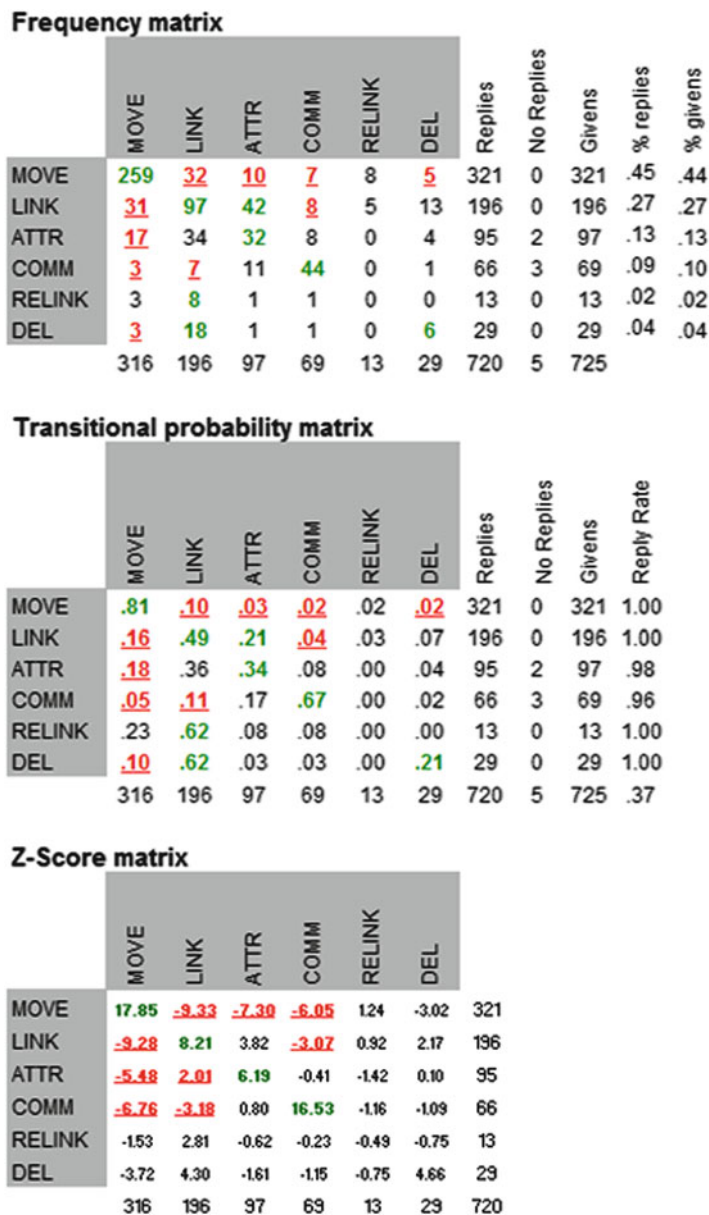 Frequency matrix
MOVE LINK ATTR COMM RELINK DEL Replies No Replies Givens % replies % givens
MOVE 259 32 10 7 8 5 321 0 321 .45 .44
LINK 31 97 42 8 5 13 196 0 196 .27 .27
ATTR 17 34 32 8 0 4 95 2 97 .13 .13
COMM 3 7 11 44 0 1 66 3 69 .09 .10
RELINK 3 8 1 1 0 0 13 0 13 .02 .02
DEL 3 18 1 1 0 6 29 0 29 .04 .04
316 196 97 69 13 29 720 5 725
Transitional probability matrix
MOVE LINK ATTR COMM RELINK DEL Replies No Replies Givens Reply Rate
MOVE .81 .10 .03 .02 .02 .02 321 0 321 1.00
LINK .16 .49 .21 .04 .03 .07 196 0 196 1.00
ATTR .18 .36 .34 .08 .00 .04 95 2 97 .98
COMM .05 .11 .17 .67 .00 .02 66 3 69 .96
RELINK .23 .62 .08 .08 .00 .00 13 0 13 1.00
DEL .10 .62 .03 .03 .00 .21 29 0 29 1.00
316 196 97 69 13 29 720 5 725 .37
Z-Score matrix
MOVE LINK ATTR COMM RELINK DEL
MOVE 17.85 -9.33 -7.30 -6.05 1.24 -3.02 321
LINK -9.28 8.21 3.82 -3.07 0.92 2.17 196
ATTR -5.48 2.01 6.19 -0.41 -1.42 0.10 95
COMM -6.76 -3.18 0.80 16.53 -1.16 -1.09 66
RELINK -1.53 2.81 -0.62 -0.23 -0.49 -0.75 13
DEL -3.72 4.30 -1.61 -1.15 -0.75 4.66 29
316 196 97 69 13 29 720